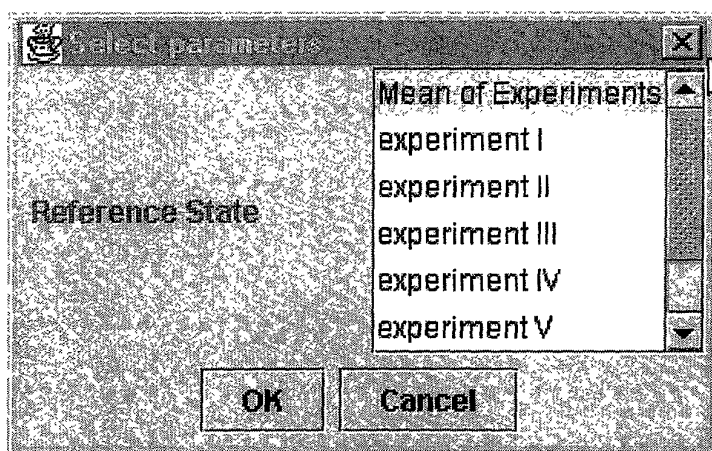 Select parameters
Mean of Experiments
experiment I
experiment II
Reference State
experiment III
experiment IV
experiment V
OK Cancel